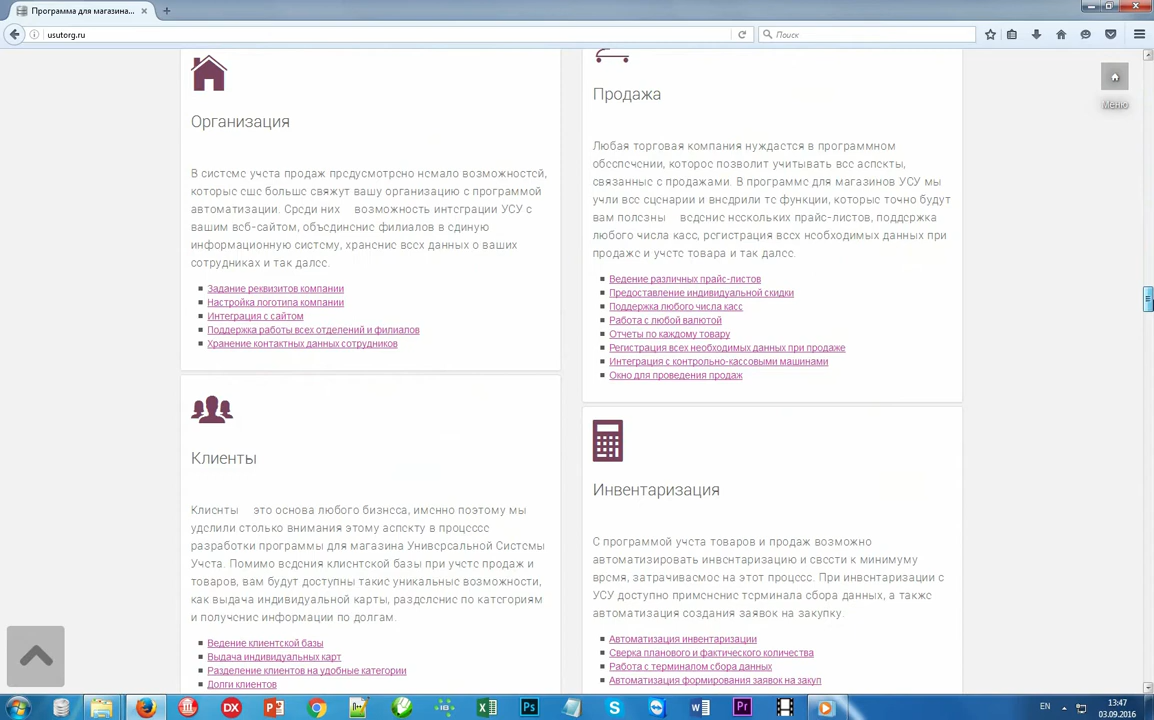 Программа для магазина...
usutorg.ru
Поиск
Меню
Организация
В системе учета продаж предусмотрено немало возможностей,
которые еще больше свяжут вашу организацию с программой
автоматизации. Среди них возможность интеграции УСУ с
вашим веб-сайтом, объединение филиалов в единую
информационную систему, хранение всех данных о ваших
сотрудниках и так далее.
Задание реквизитов компании
Настройка логотипа компании
Интеграция с сайтом
Поддержка работы всех отделений и филиалов
Хранение контактных данных сотрудников
Продажа
Любая торговая компания нуждается в программном
обеспечении, которое позволит учитывать все аспекты,
связанные с продажами. В программе для магазинов УСУ мы
учли все сценарии и внедрили те функции, которые точно будут
вам полезны ведение нескольких прайс-листов, поддержка
любого числа касс, регистрация всех необходимых данных при
продаже и учете товара и так далее.
Ведение различных прайс-листов
Предоставление индивидуальной скидки
Поддержка любого числа касс
Работа с любой валютой
Отчеты по каждому товару
Регистрация всех необходимых данных при продаже
Интеграция с контрольно-кассовыми машинами
Окно для проведения продаж
Клиенты
Клиенты это основа любого бизнеса, именно поэтому мы
уделили столько внимания этому аспекту в процессе
разработки программы для магазина Универсальной Системы
Учета. Помимо ведения клиентской базы при учете продаж и
товаров, вам будут доступны такие уникальные возможности,
как выдача индивидуальной карты, разделение по категориям
и получение информации по долгам.
Ведение клиентской базы
Выдача индивидуальных карт
Разделение клиентов на удобные категории
Долги клиентов
Инвентаризация
С программой учета товаров и продаж возможно
автоматизировать инвентаризацию и свести к минимуму
время, затрачиваемое на этот процесс. При инвентаризации с
УСУ доступно применение терминала сбора данных, а также
автоматизация создания заявок на закупку.
Автоматизация инвентаризации
Сверка планового и фактического количества
Работа с терминалом сбора данных
Автоматизация формирования заявок на закуп
EN
13:47
03.09.2016